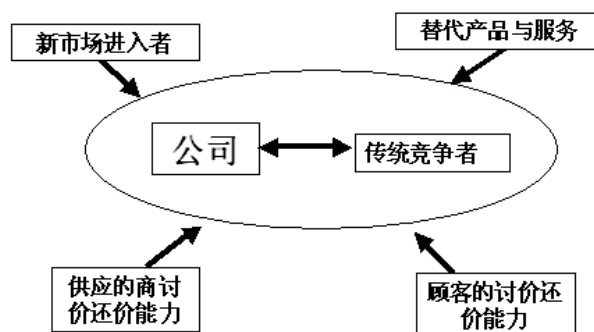 新市场进入者
替代产品与服务
公司
传统竞争者
供应的商讨
价还价能力
顾客的讨价还
价能力